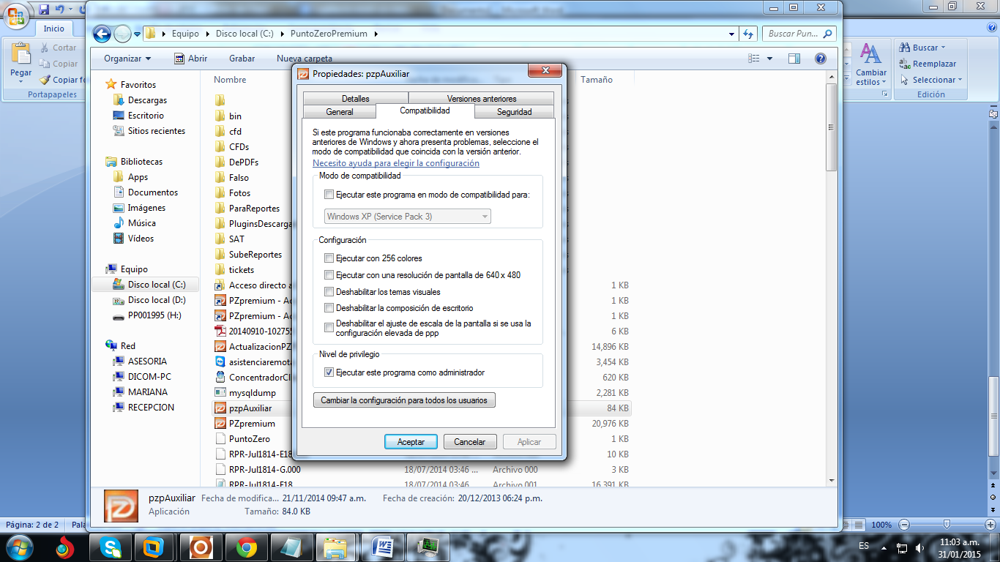 Inicio
Pegar
Cortar
Copiar
Copiar fo
Portapapeles
Equipo
Disco local (C:)
PuntoZeroPremium
Buscar Pun...
Organizar
Abrir
Grabar
Nueva carpeta
Favoritos
Descargas
Escritorio
Sitios recientes
Bibliotecas
Apps
Documentos
Imágenes
Música
Vídeos
Equipo
Disco local (C:)
Disco local (D:)
PP001995 (H:)
Red
ASESORIA
DICOM-PC
MARIANA
RECEPCION
Nombre
Tamaño
bin
cfd
CFDs
DePDFs
Falso
Fotos
ParaReportes
PluginsDescarga
SAT
SubeReportes
tickets
Acceso directo a
1 KB
PZpremium - Ac
1 KB
PZpremium - Ac
1 KB
20140910-102755
6 KB
ActualizacionPZ
14,896 KB
asistenciaremota
3,454 KB
ConcentradorCl
620 KB
mysqldump
2,281 KB
pzpAuxiliar
84 KB
PZpremium
20,976 KB
PuntoZero
1 KB
RPR-Jul1814-E18
10 KB
RPR-Jul1814-G.000
18/07/2014 03:46 ...
Archivo 000
3 KB
RPR-Jul1814-F18
18/07/2014 03:46
Archivo 001
16,391 KB
Propiedades: pzpAuxiliar
Detalles
Versiones anteriores
General
Compatibilidad
Seguridad
Si este programa funcionaba correctamente en versiones
anteriores de Windows y ahora presenta problemas, seleccione el
modo de compatibilidad que coincida con la versión anterior.
Necesito ayuda para elegir la configuración
Modo de compatibilidad
Ejecutar este programa en modo de compatibilidad para:
Windows XP (Service Pack 3)
Configuración
Ejecutar con 256 colores
Ejecutar con una resolución de pantalla de 640 x 480
Deshabilitar los temas visuales
Deshabilitar la composición de escritorio
Deshabilitar el ajuste de escala de la pantalla si se usa la
configuración elevada de ppp
Nivel de privilegio
Ejecutar este programa como administrador
Cambiar la configuración para todos los usuarios
Aceptar
Cancelar
Aplicar
pzpAuxiliar
Fecha de modifica...
21/11/2014 09:47 a.m.
Fecha de creación: 20/12/2013 06:24 p.m.
Aplicación
Tamaño: 84.0 KB
Cambiar
estilos
Buscar
Reemplazar
Seleccionar
Edición
Página: 2 de 2
Pala
100%
ES
11:03 a.m.
31/01/2015